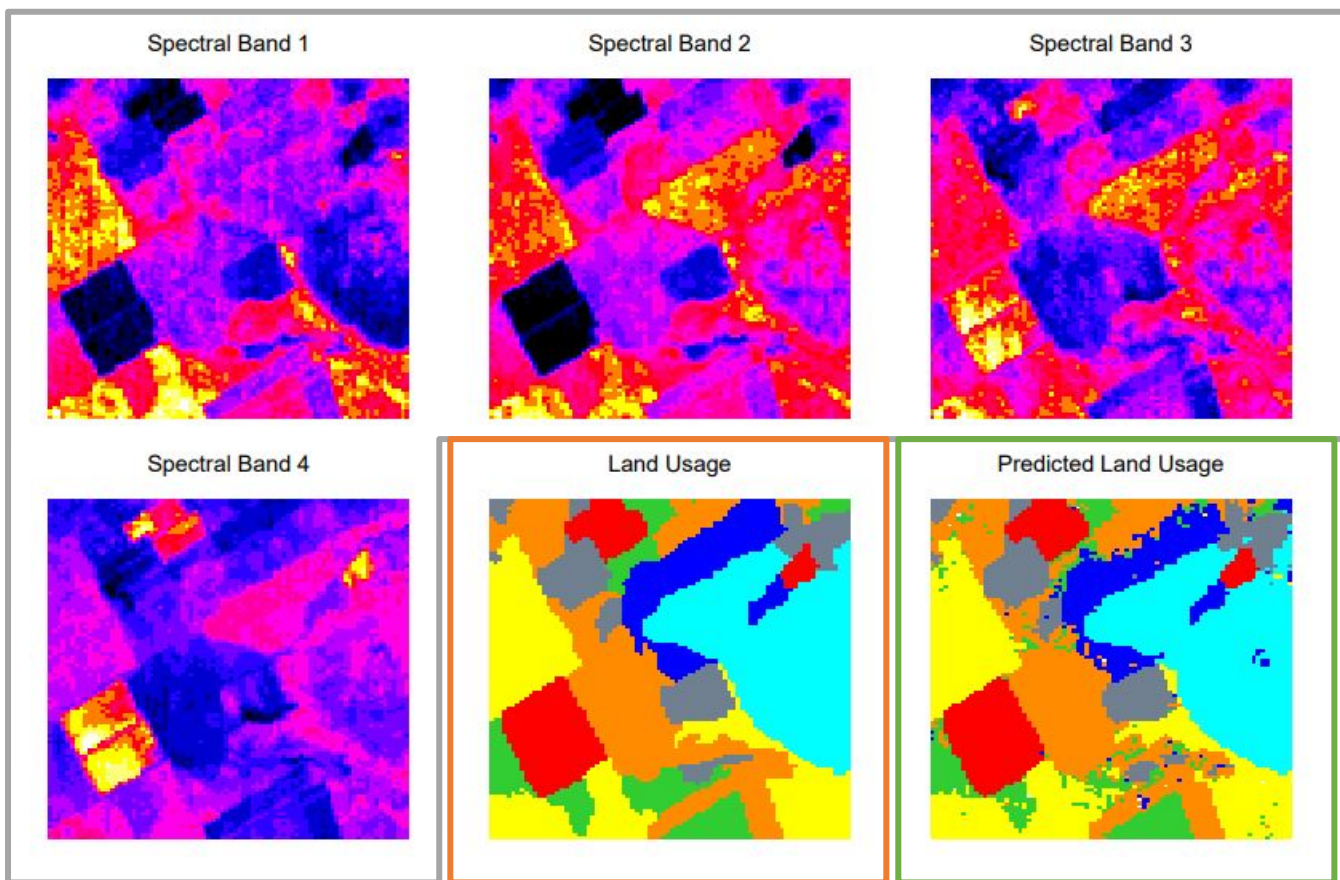 Spectral Band 1
Spectral Band 2
Spectral Band 3
Spectral Band 4
Land Usage
Predicted Land Usage